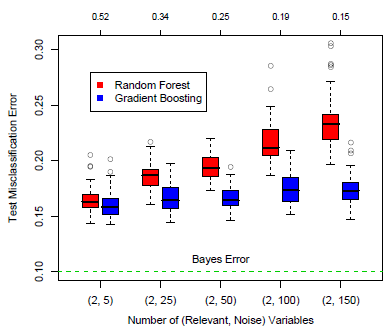 0.52 0.34 0.25 0.19 0.15
0.30
0.25
0.20
0.15
0.10
Test Misclassification Error
Random Forest
Gradient Boosting
Bayes Error
(2, 5) (2, 25) (2, 50) (2, 100) (2, 150)
Number of (Relevant, Noise) Variables